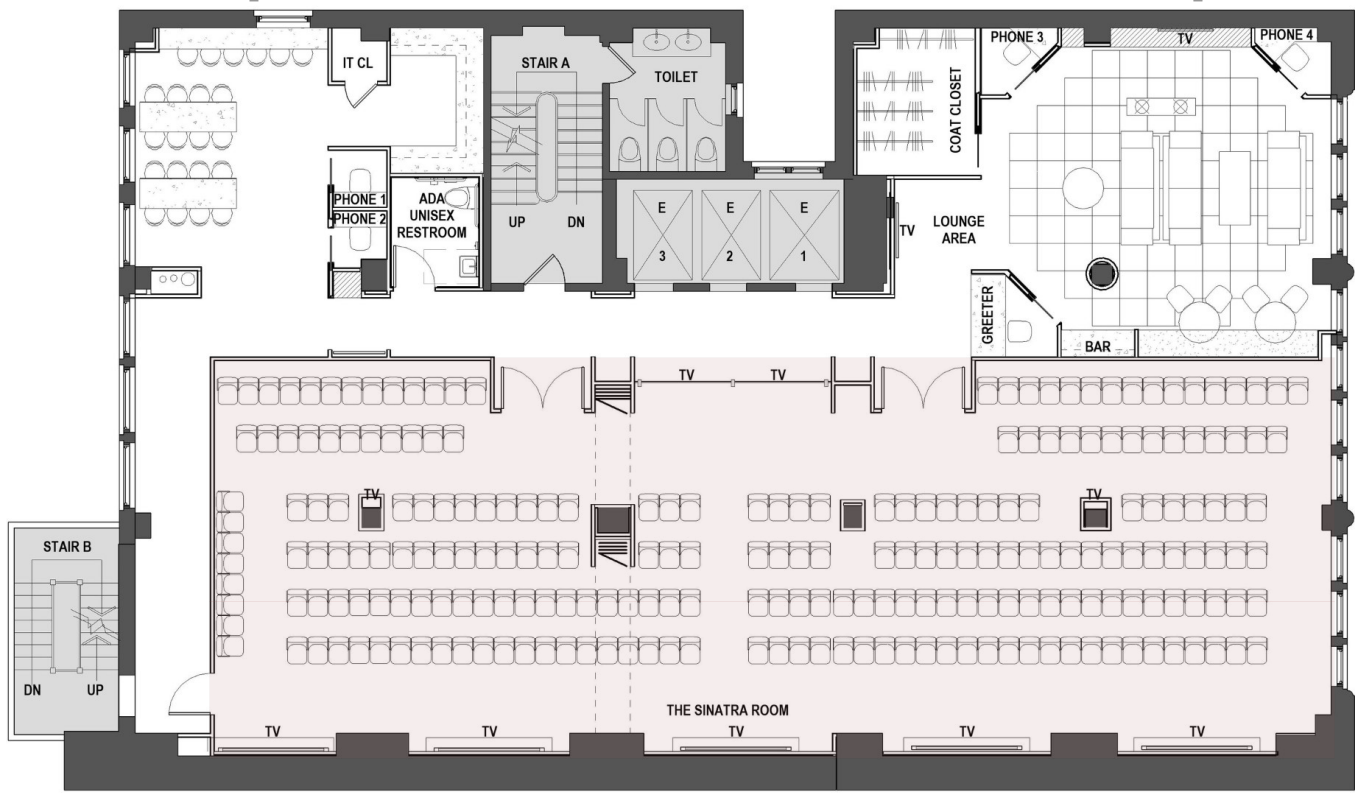 PHONE 3
TV
PHONE 4
IT CL
STAIR A
TOILET
COAT CLOSET
PHONE 1
PHONE 2
ADA
UNISEX
RESTROOM
UP
DN
E
E
E
3
2
1
TV
LOUNGE
AREA
GREETER
BAR
TV
TV
TV
TV
STAIR B
DN
UP
THE SINATRA ROOM
TV
TV
TV
TV
TV